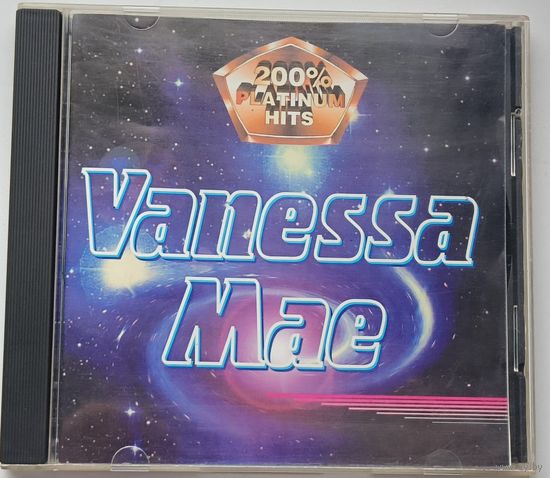 200%
PLATINUM
HITS
Vanessa
Mae